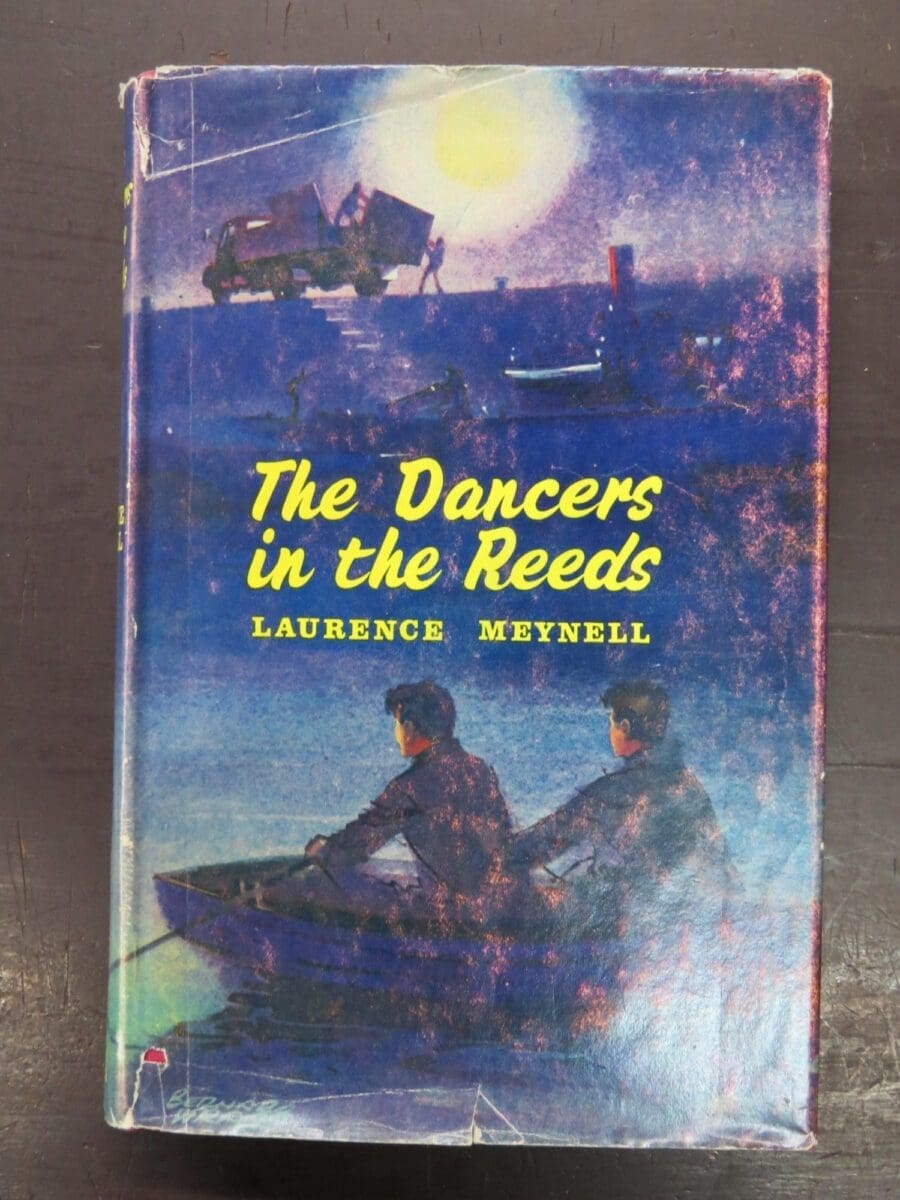 The Dancers
in the Reeds
LAURENCE MEYNELL